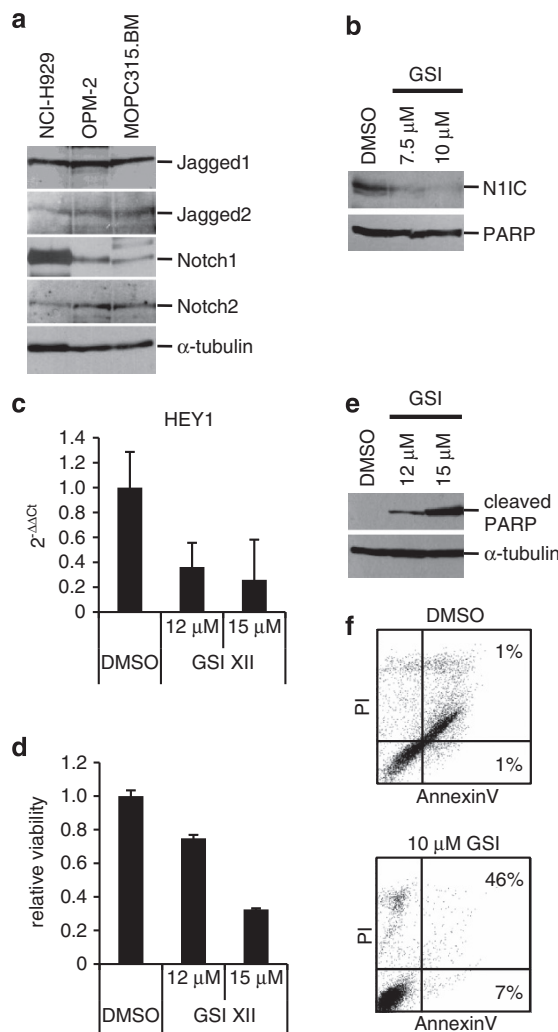 a
NCI-H929
OPM-2
MOPC315.BM
Jagged1
Jagged2
Notch1
Notch2
α-tubulin
b
GSI
DMSO
7.5 μM
10 μM
N1IC
PARP
c
HEY1
2^-ΔΔCt
1.4
1.2
1.0
0.8
0.6
0.4
0.2
0
12 μM
15 μM
DMSO
GSI XII
d
relative viability
1.2
1.0
0.8
0.6
0.4
0.2
0
12 μM
15 μM
DMSO
GSI XII
e
GSI
DMSO
12 μM
15 μM
cleaved
PARP
α-tubulin
f
DMSO
1%
PI
1%
AnnexinV
10 μM GSI
46%
PI
7%
AnnexinV